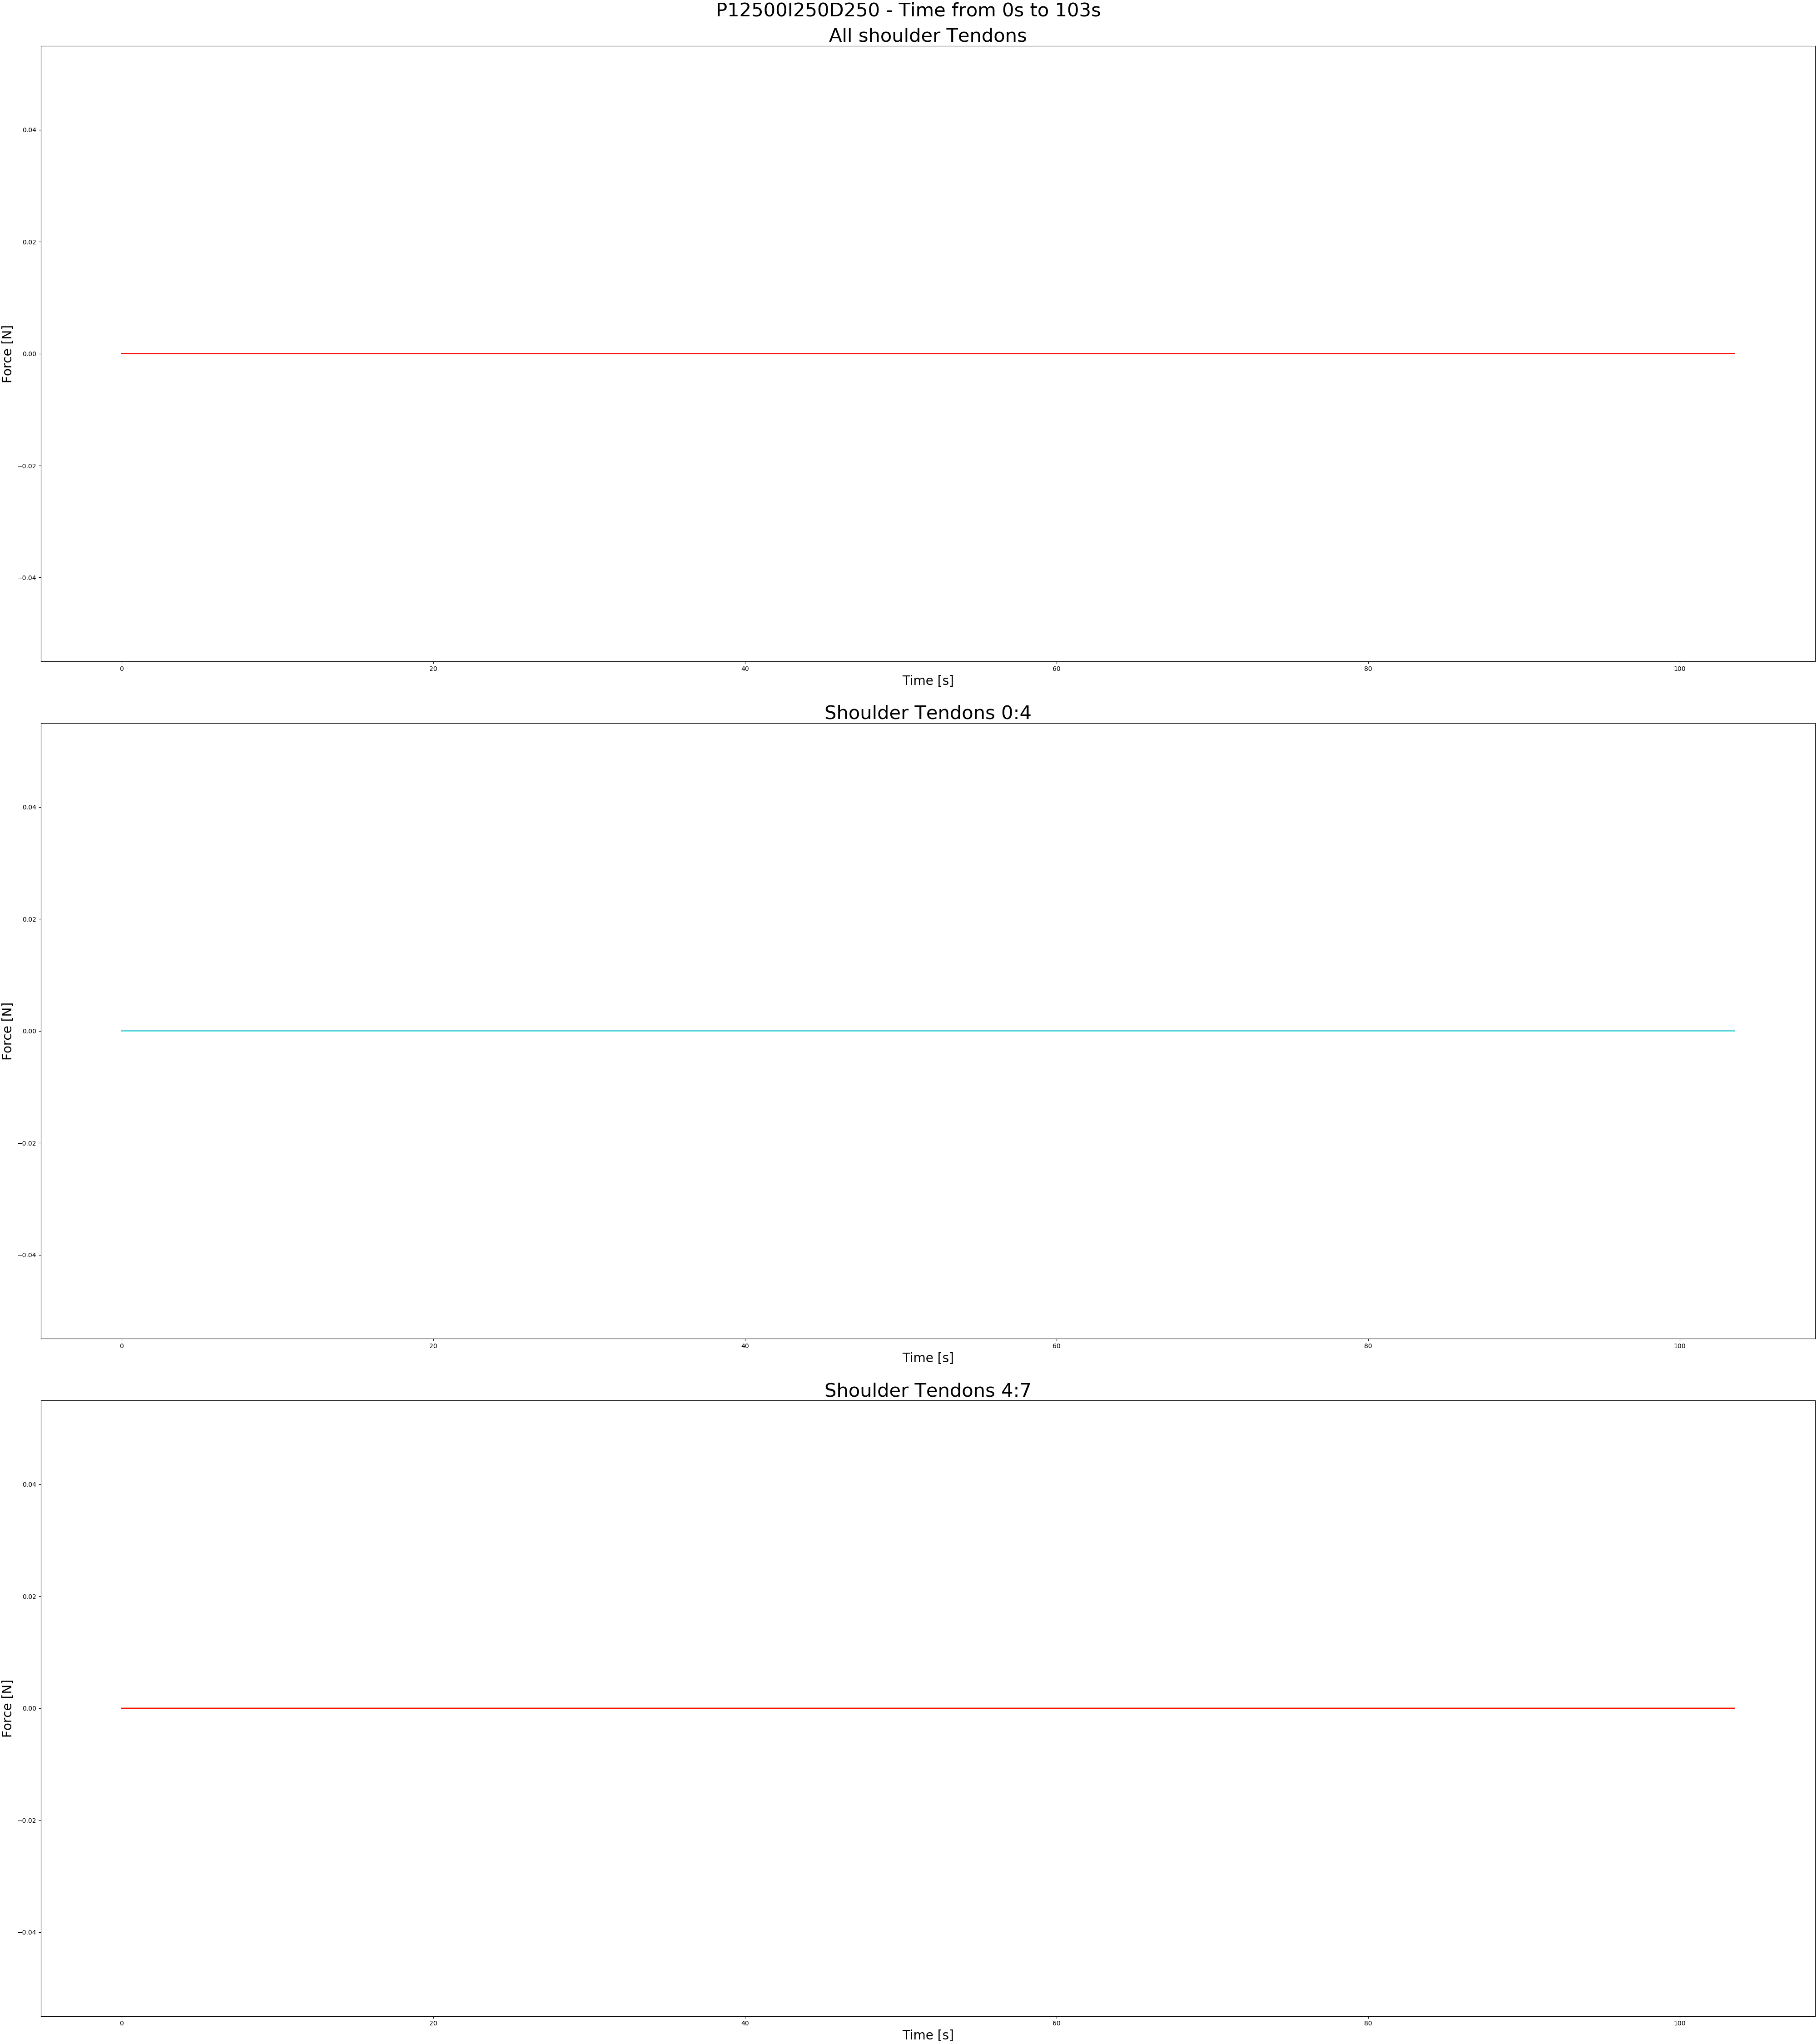 P12500I250D250 - Time from 0s to 103s
All shoulder Tendons
0.04
0.02
0.00
−0.02
−0.04
Force [N]
0 20 40 60 80 100
Time [s]
Shoulder Tendons 0:4
0.04
0.02
0.00
−0.02
−0.04
Force [N]
0 20 40 60 80 100
Time [s]
Shoulder Tendons 4:7
0.04
0.02
0.00
−0.02
−0.04
Force [N]
0 20 40 60 80 100
Time [s]